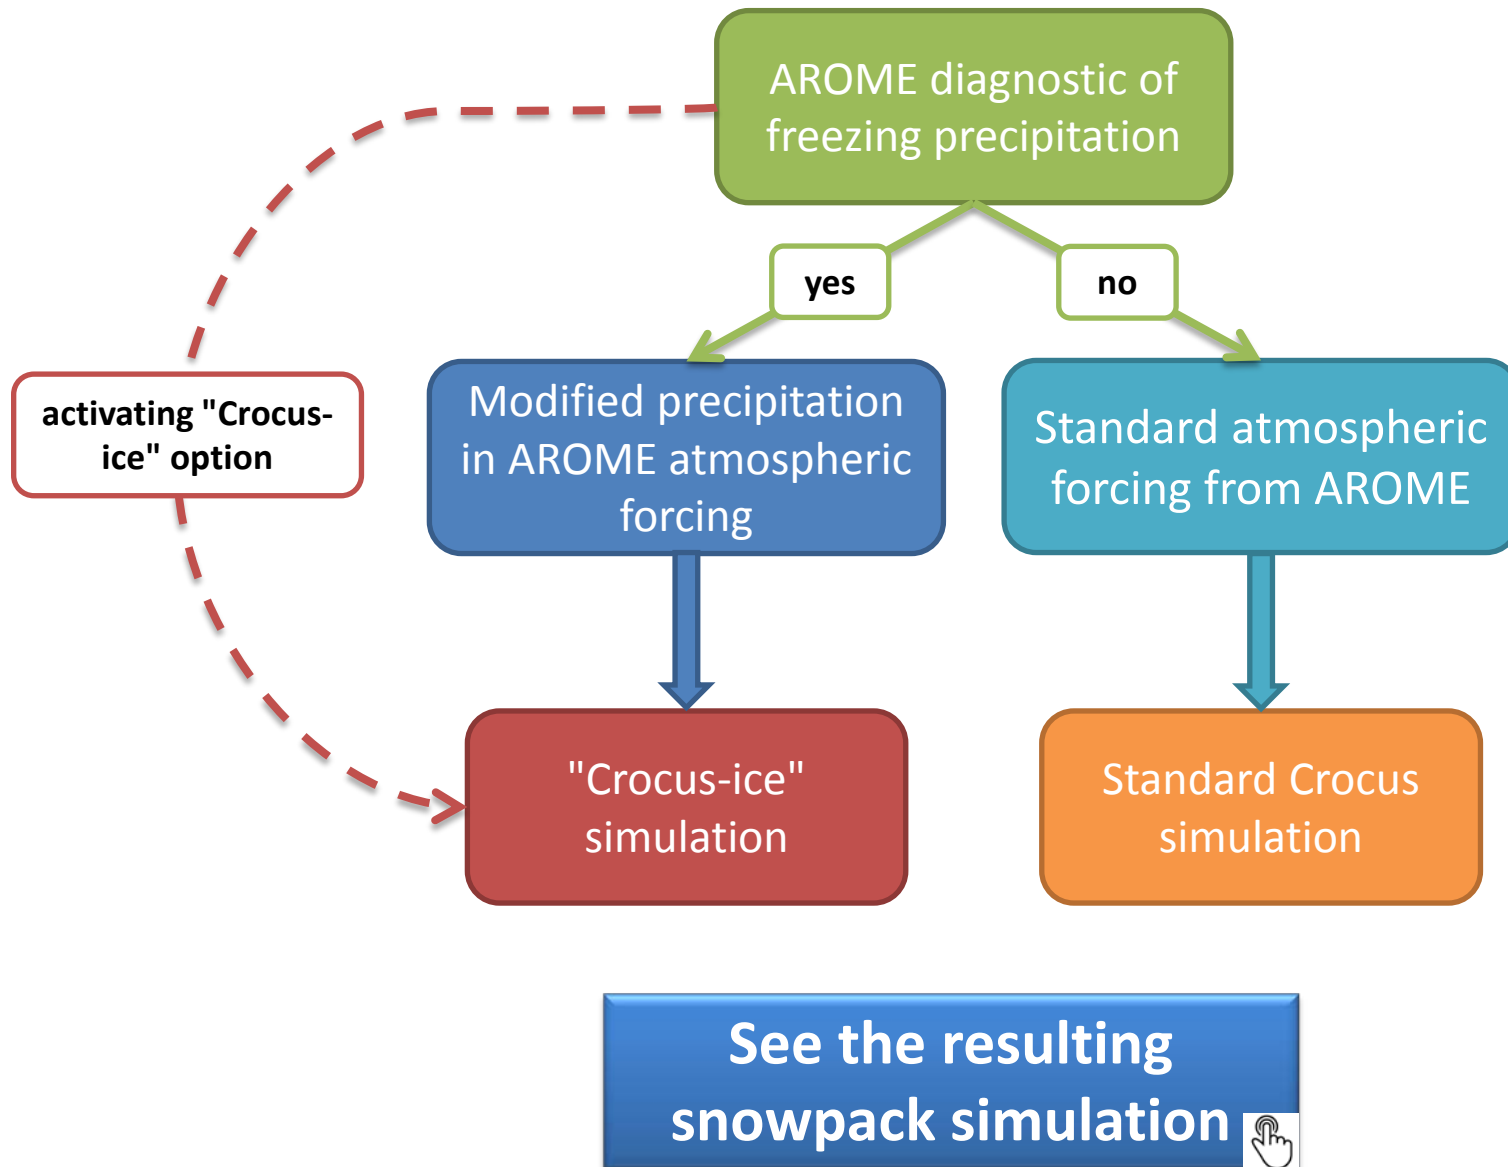 AROME diagnostic of
freezing precipitation
yes
no
activating "Crocus-
ice" option
Modified precipitation
in AROME atmospheric
forcing
Standard atmospheric
forcing from AROME
"Crocus-ice"
simulation
Standard Crocus
simulation
See the resulting
snowpack simulation